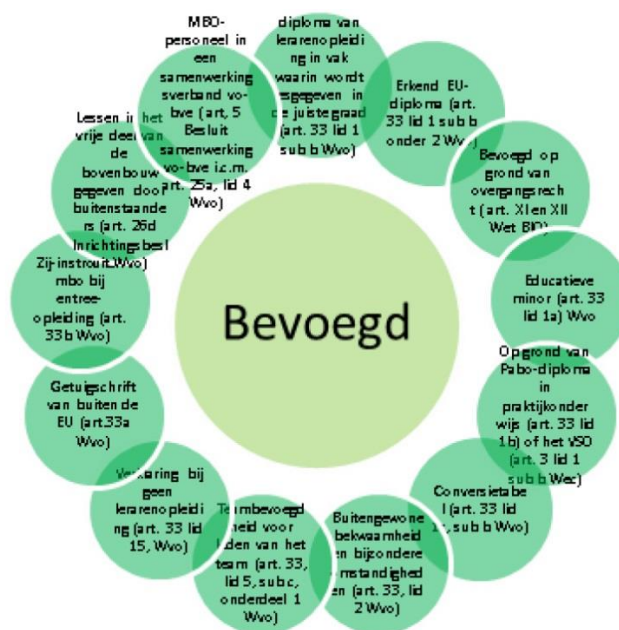 Bevoegd
diploma van
lerarenopleid
ing in vak
waarin wordt
lesgegeven in
de juiste graad
(art. 33 lid 1
sub b Wvo)
Erkend EU-
diploma (art.
33 lid 1 sub b
onder 2 Wvo)
Bevoegd op
grond van
overgangsrech
t (art. XI en XII
Wet BIO)
Educatieve
minor (art. 33
lid 1a) Wvo
Op grond van
Pabo-diploma
in
praktijkonder
wijs (art. 33 lid
1b) of het VSO
(art. 3 lid 1
sub b Wec)
Conversietabe
l (art. 33 lid
sub b Wvo)
Buitengewone
bekwaamheid
en bijzondere
omstandighed
en (art. 33, lid
2 Wvo)
Teambevoegd
heid voor
leden van het
team (art. 33,
lid 5, sub c,
onderdeel 1
Wvo)
Verklaring bij
geen
lerarenopleidi
ng (art. 33 lid
15, Wvo)
Getuigschrift
van buiten de
EU (art.33a
Wvo)
Zij-instrouit
mbo bij
entree-
opleiding (art.
33b Wvo)
Lessen in het
vrije deel van
de
bovenbouw
gegeven door
buitenstaande
rs (art. 26d
Inrichtingsbesl
Wvo)
MBO-
personeel in
een
samenwerking
sverband vo-
bve (art, 5
Besluit
samenwerking
vo-bve i.c.m.
art. 25a, lid 4
Wvo)